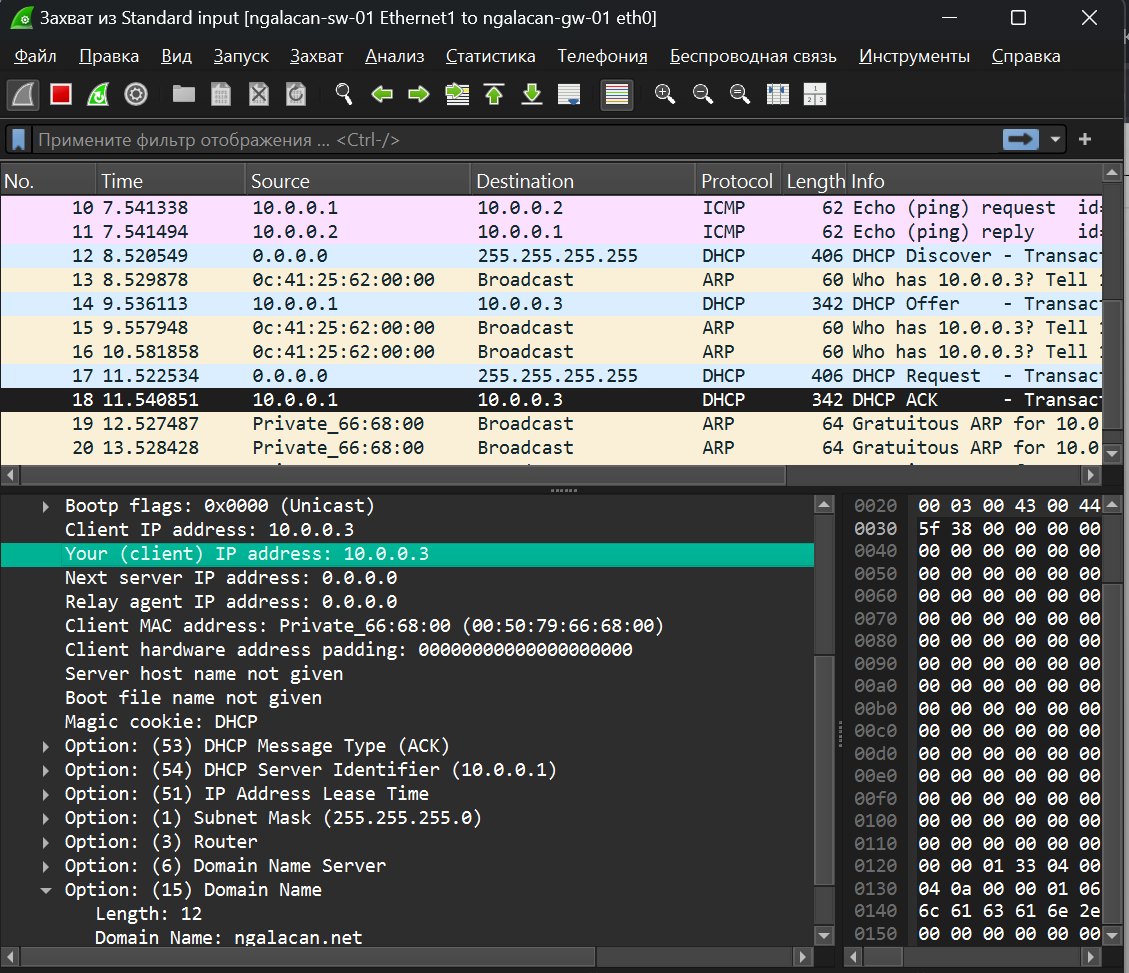 Захват из Standard input [ngalacan-sw-01 Ethernet1 to ngalacan-gw-01 eth0]
Файл Правка Вид Запуск Захват Анализ Статистика Телефония Беспроводная связь Инструменты Справка
Примените фильтр отображения ... <Ctrl-/>
No. Time Source Destination Protocol Length Info
10 7.541338 10.0.0.1 10.0.0.2 ICMP 62 Echo (ping) request id=
11 7.541494 10.0.0.2 10.0.0.1 ICMP 62 Echo (ping) reply id=
12 8.520549 0.0.0.0 255.255.255.255 DHCP 406 DHCP Discover - Transac
13 8.529878 0c:41:25:62:00:00 Broadcast ARP 60 Who has 10.0.0.3? Tell
14 9.536113 10.0.0.1 10.0.0.3 DHCP 342 DHCP Offer - Transac
15 9.557948 0c:41:25:62:00:00 Broadcast ARP 60 Who has 10.0.0.3? Tell
16 10.581858 0c:41:25:62:00:00 Broadcast ARP 60 Who has 10.0.0.3? Tell
17 11.522534 0.0.0.0 255.255.255.255 DHCP 406 DHCP Request - Transac
18 11.540851 10.0.0.1 10.0.0.3 DHCP 342 DHCP ACK - Transac
19 12.527487 Private_66:68:00 Broadcast ARP 64 Gratuitous ARP for 10.0
20 13.528428 Private_66:68:00 Broadcast ARP 64 Gratuitous ARP for 10.0
Bootp flags: 0x0000 (Unicast)
Client IP address: 10.0.0.3
Your (client) IP address: 10.0.0.3
Next server IP address: 0.0.0.0
Relay agent IP address: 0.0.0.0
Client MAC address: Private_66:68:00 (00:50:79:66:68:00)
Client hardware address padding: 00000000000000000000
Server host name not given
Boot file name not given
Magic cookie: DHCP
Option: (53) DHCP Message Type (ACK)
Option: (54) DHCP Server Identifier (10.0.0.1)
Option: (51) IP Address Lease Time
Option: (1) Subnet Mask (255.255.255.0)
Option: (3) Router
Option: (6) Domain Name Server
Option: (15) Domain Name
Length: 12
Domain Name: ngalacan.net
0020 00 03 00 43 00 44
0030 5f 38 00 00 00 00
0040 00 00 00 00 00 00
0050 00 00 00 00 00 00
0060 00 00 00 00 00 00
0070 00 00 00 00 00 00
0080 00 00 00 00 00 00
0090 00 00 00 00 00 00
00a0 00 00 00 00 00 00
00b0 00 00 00 00 00 00
00c0 00 00 00 00 00 00
00d0 00 00 00 00 00 00
00e0 00 00 00 00 00 00
00f0 00 00 00 00 00 00
0100 00 00 00 00 00 00
0110 00 00 00 00 00 00
0120 00 00 01 33 04 00
0130 04 0a 00 00 01 06
0140 6c 61 63 61 6e 2e
0150 00 00 00 00 00 00